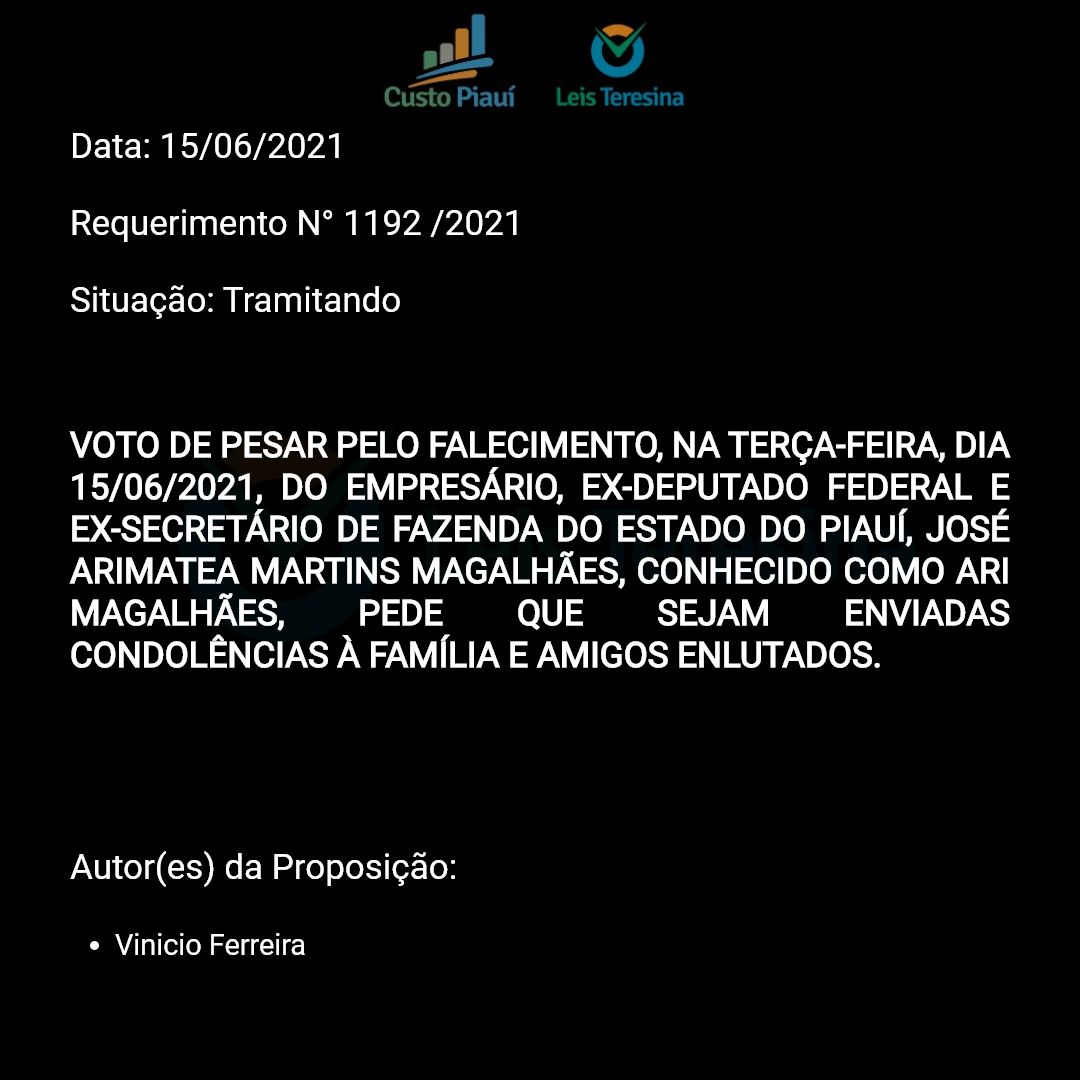 Custo Piauí Leis Teresina
Data: 15/06/2021
Requerimento N° 1192 /2021
Situação: Tramitando
VOTO DE PESAR PELO FALECIMENTO, NA TERÇA-FEIRA, DIA
15/06/2021, DO EMPRESÁRIO, EX-DEPUTADO FEDERAL E
EX-SECRETÁRIO DE FAZENDA DO ESTADO DO PIAUÍ, JOSÉ
ARIMATEA MARTINS MAGALHÃES, CONHECIDO COMO ARI
MAGALHÃES, PEDE QUE SEJAM ENVIADAS
CONDOLÊNCIAS À FAMÍLIA E AMIGOS ENLUTADOS.
Autor(es) da Proposição:
• Vinicio Ferreira